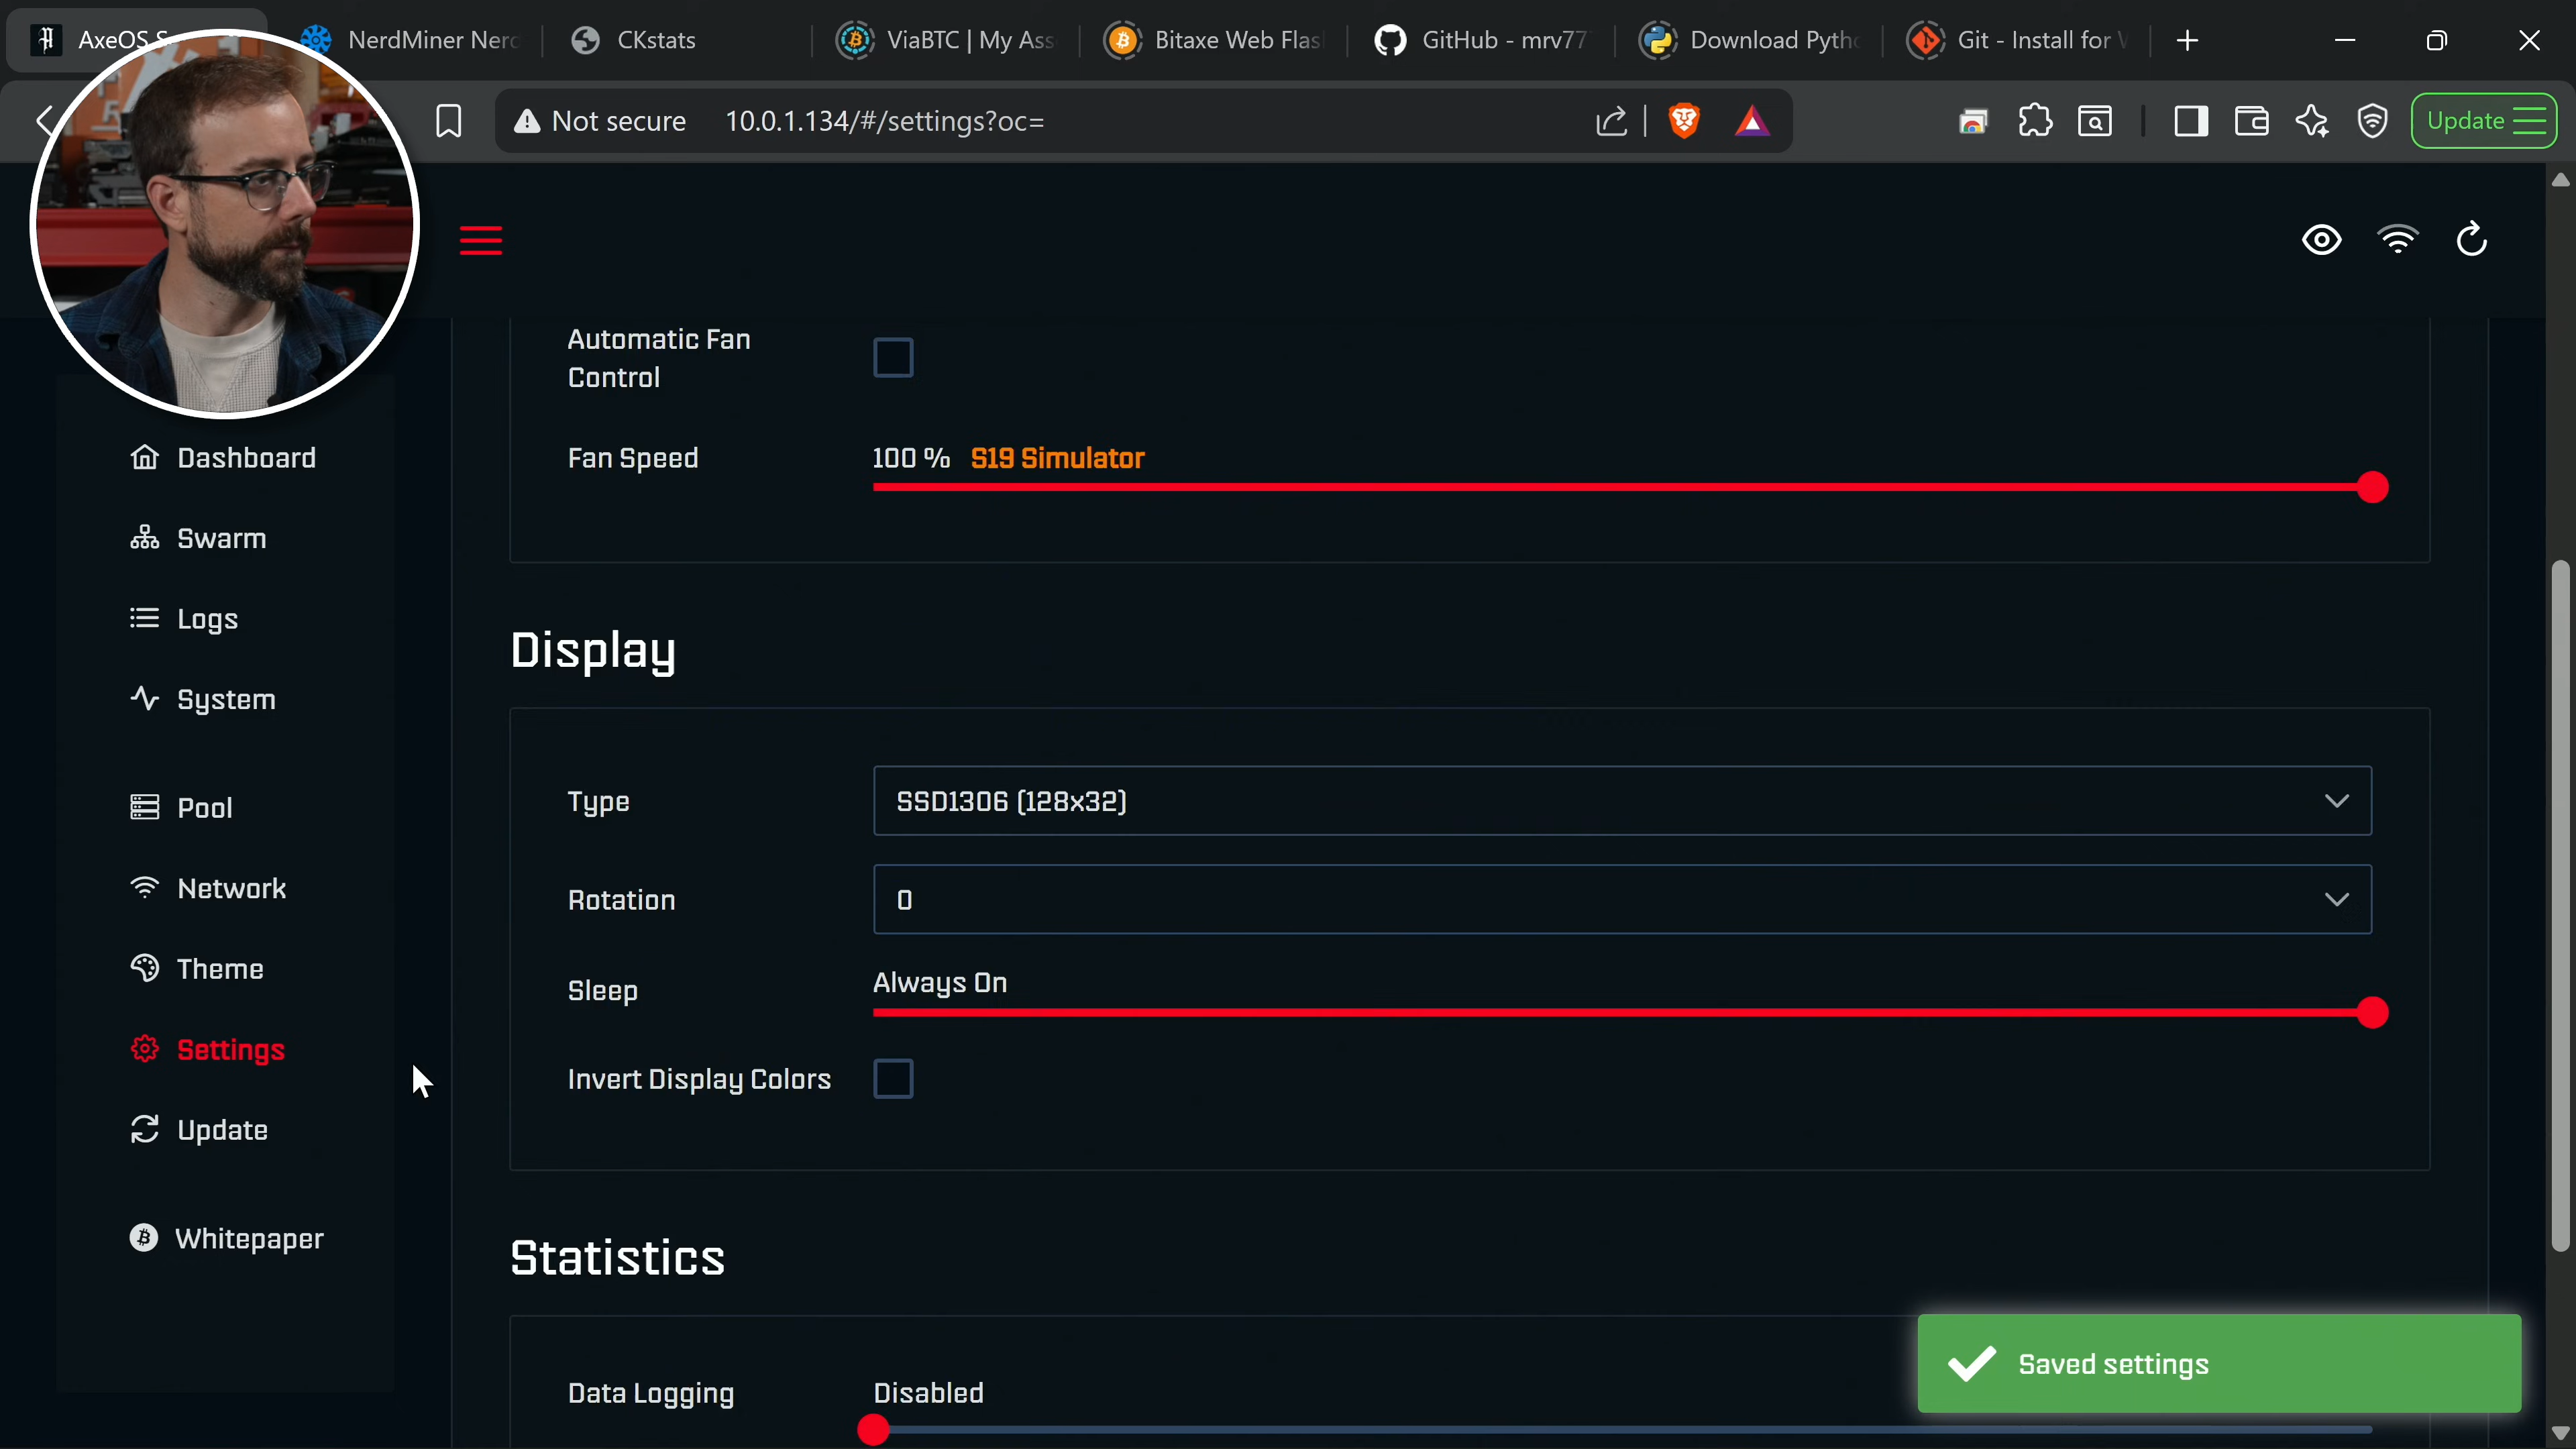 AxeOS S
NerdMiner Nerd
CKstats
ViaBTC | My Ass
Bitaxe Web Flas
GitHub - mrv77
Download Pyth
Git - Install for W
Not secure
10.0.1.134/#/settings?oc=
Update
Dashboard
Swarm
Logs
System
Pool
Network
Theme
Settings
Update
Whitepaper
Automatic Fan
Control
Fan Speed
100 % S19 Simulator
Display
Type
SSD1306 (128x32)
Rotation
0
Sleep
Always On
Invert Display Colors
Statistics
Data Logging
Disabled
Saved settings